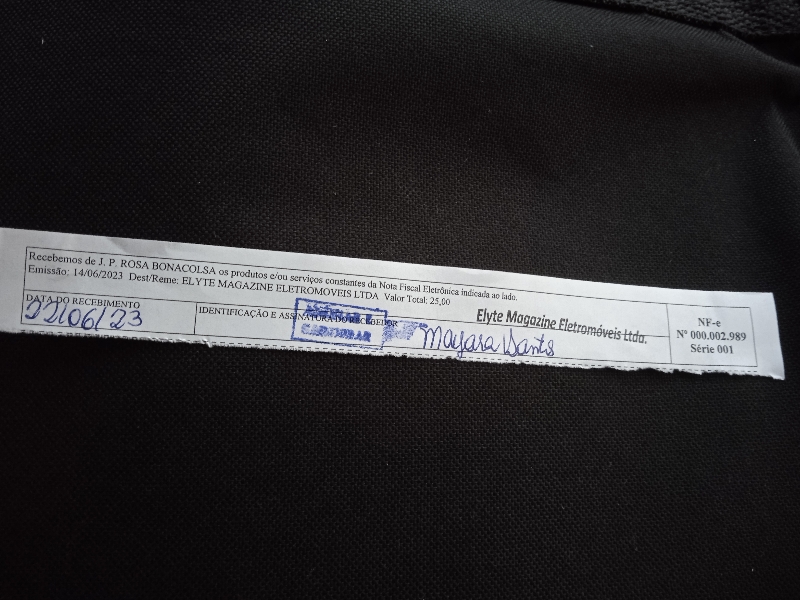 Recebemos de J. P. ROSA BONACOLSA os produtos e/ou serviços constantes da Nota Fiscal Eletrônica indicada ao lado.
Emissão: 14/06/2023 Dest/Reme: ELYTE MAGAZINE ELETROMOVEIS LTDA Valor Total: 25,00
DATA DO RECEBIMENTO
22/06/23
IDENTIFICAÇÃO E ASSINATURA DO RECEBEDOR
Elyte Magazine Eletromóveis Ltda.
Mayara Santos
NF-e
Nº 000.002.989
Série 001